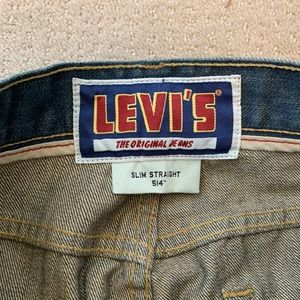 LEVI'S®
THE ORIGINAL JEANS
SLIM STRAIGHT
514™